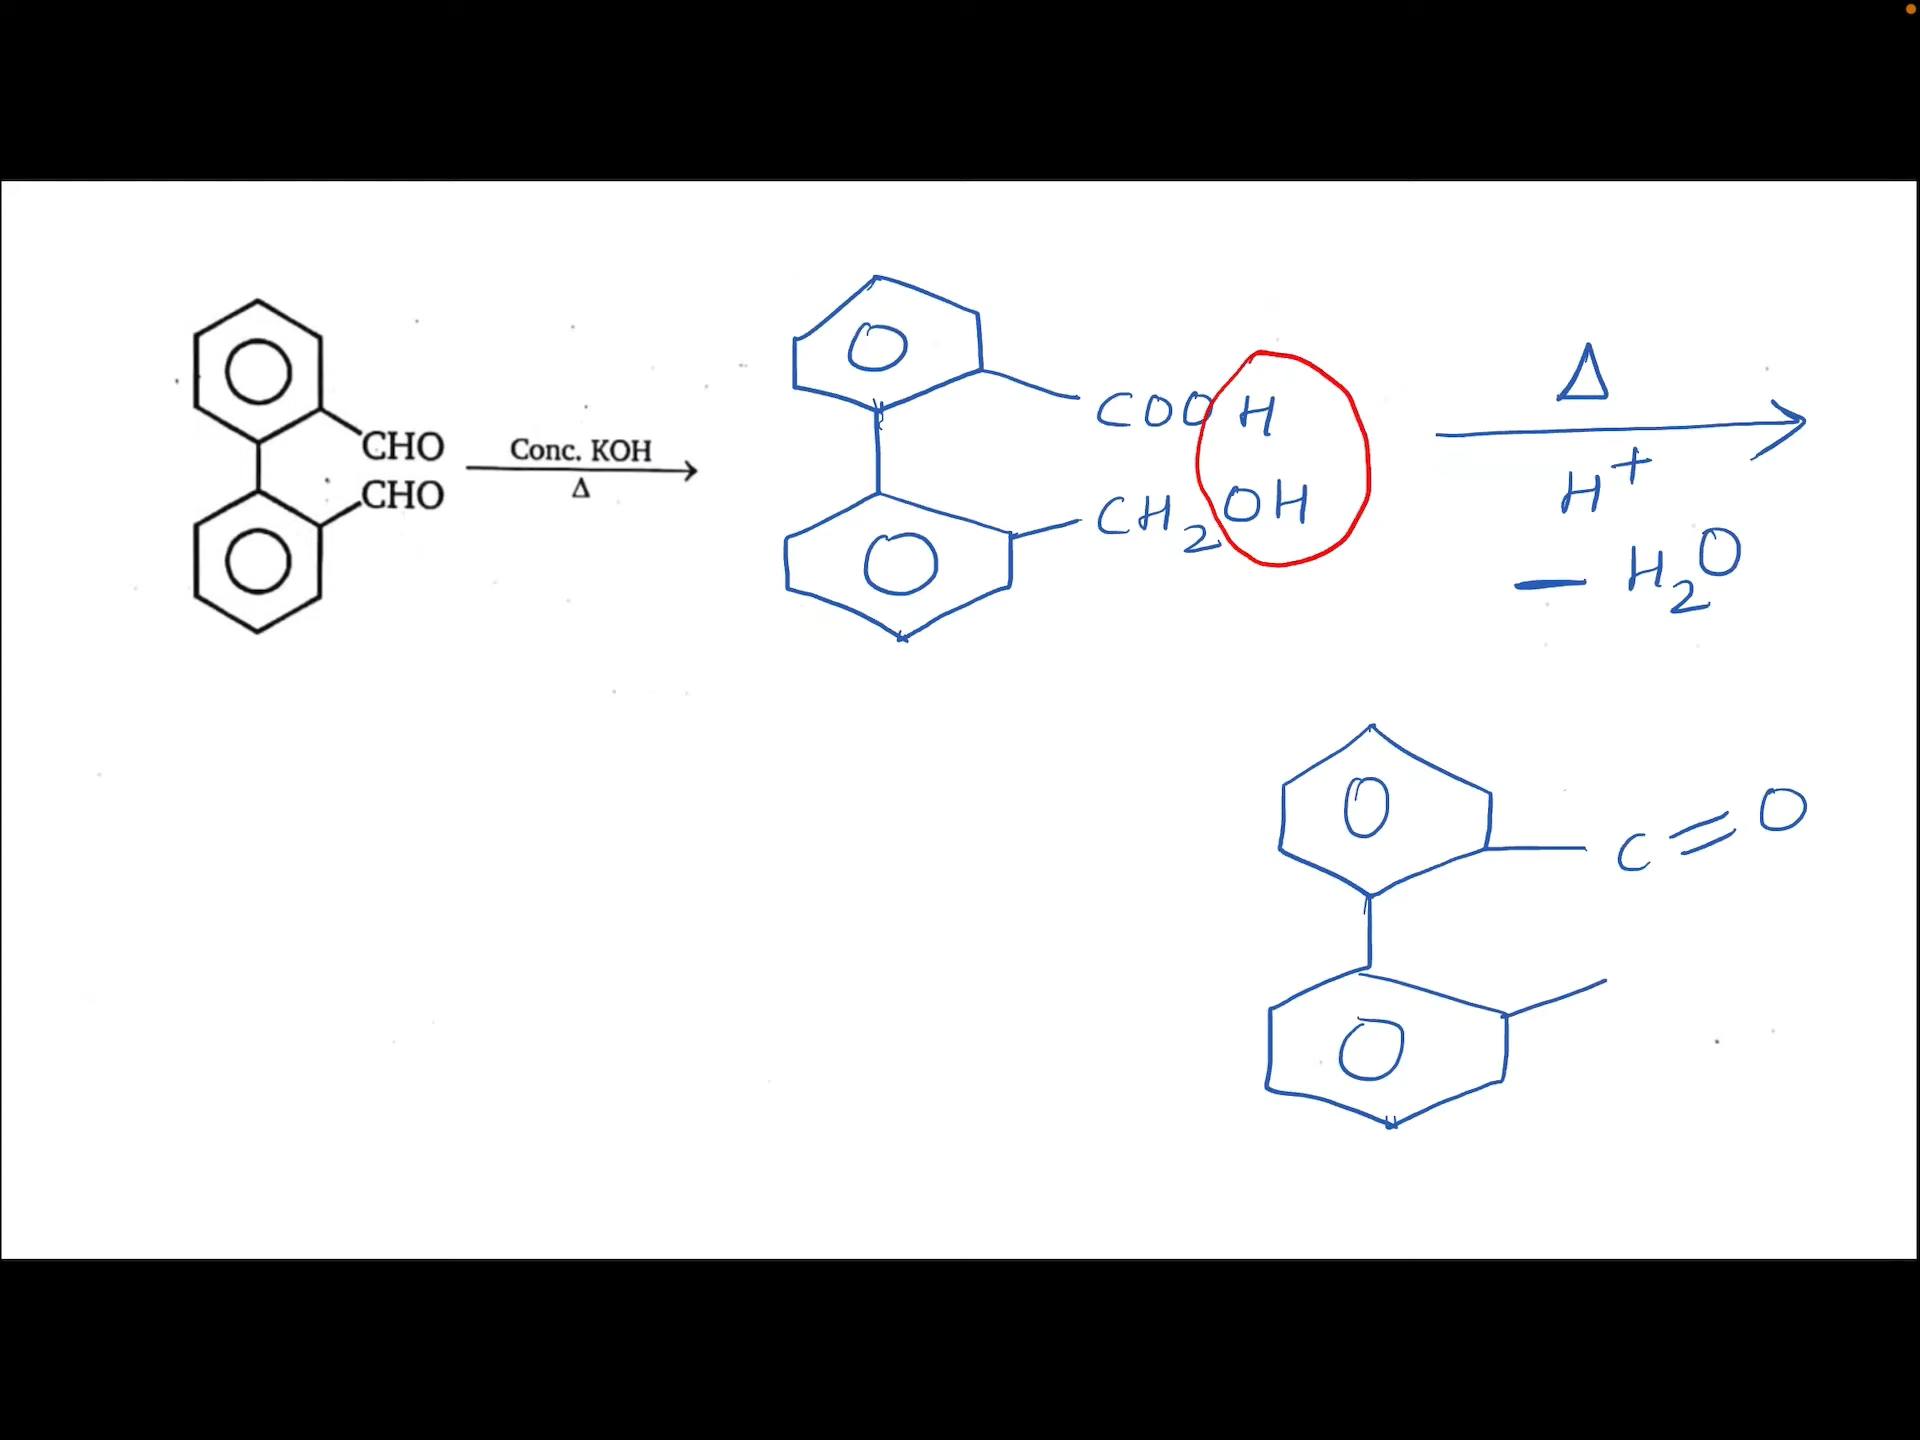 CHO
CHO
Conc. KOH
Δ
COOH
CH₂OH
Δ
H⁺
– H₂O
C=O